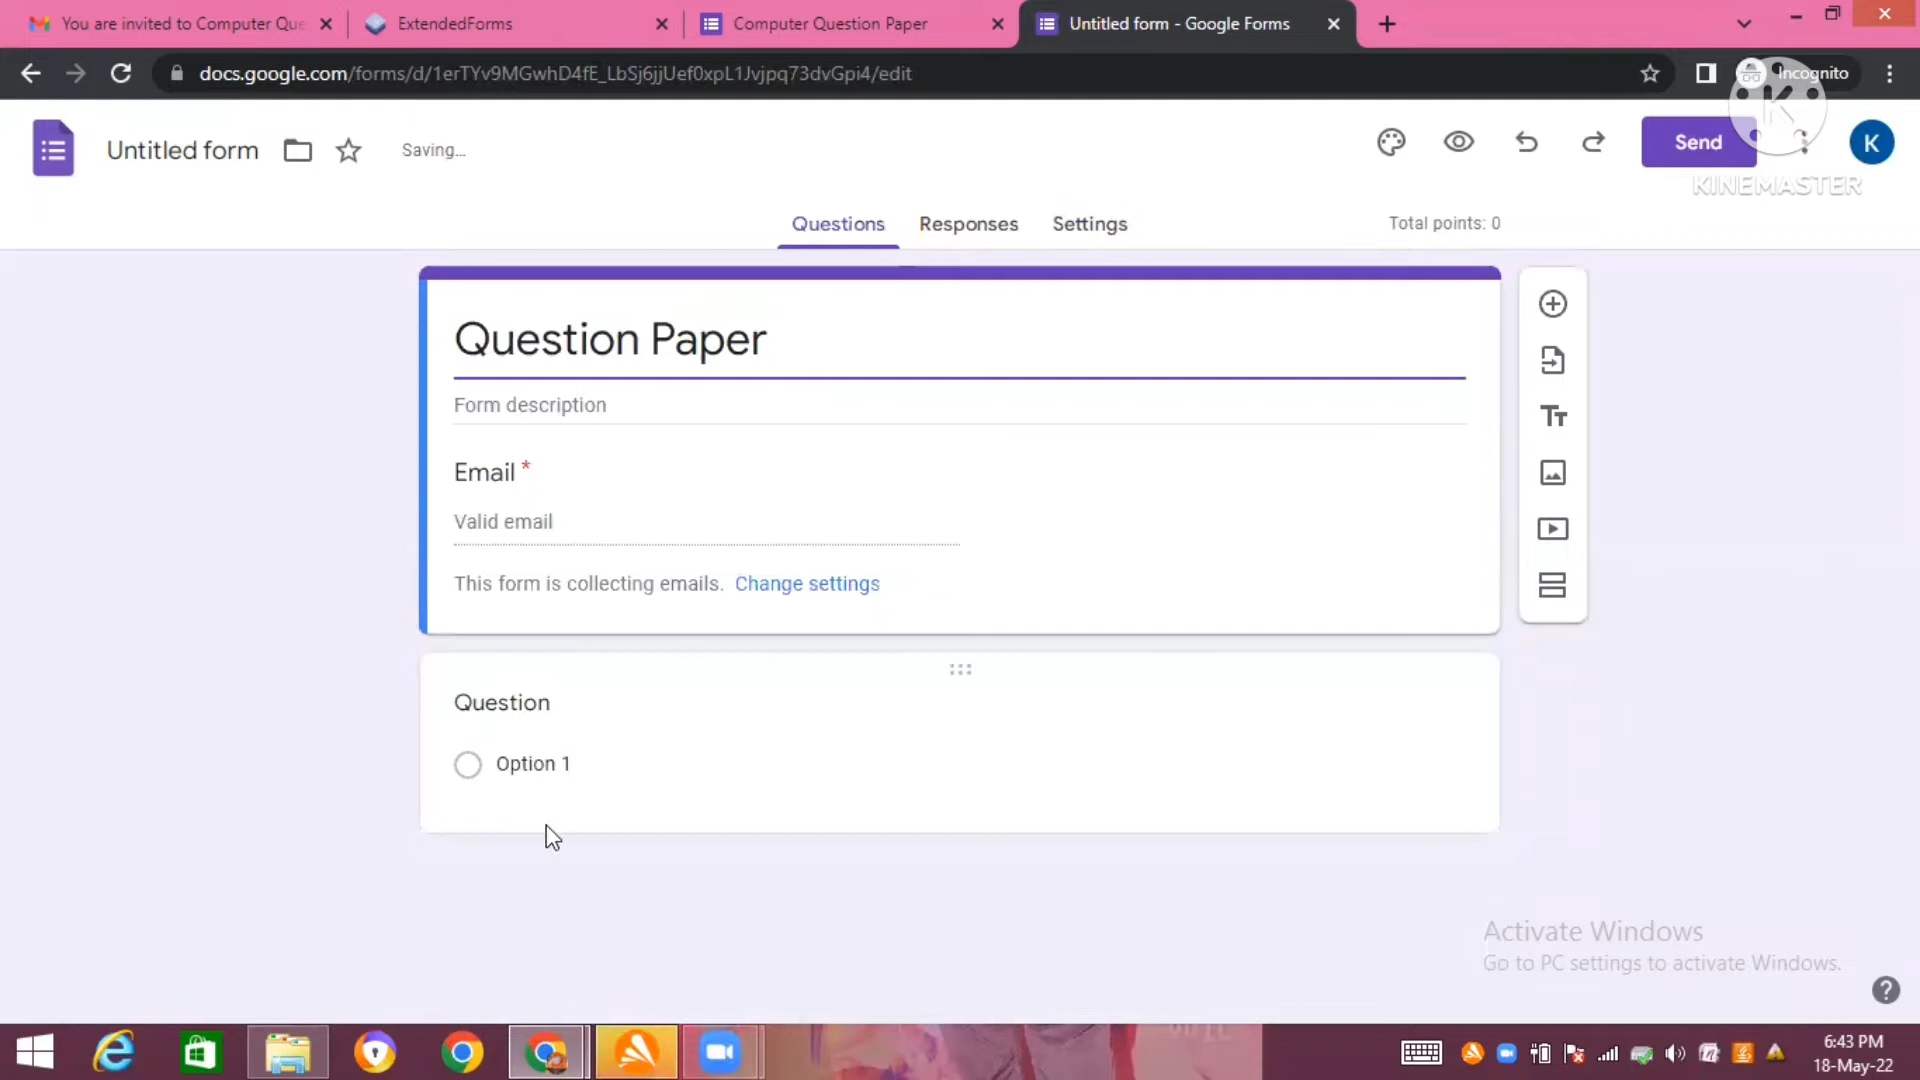 You are invited to Computer Que
ExtendedForms
Computer Question Paper
Untitled form - Google Forms
docs.google.com/forms/d/1erTYv9MGwhD4fE_LbSj6jjUef0xpL1Jvjpq73dvGpi4/edit
Incognito
Untitled form
Saving...
Send
K
K
KINEMASTER
Questions
Responses
Settings
Total points: 0
Question Paper
Form description
Email *
Valid email
This form is collecting emails. Change settings
Question
Option 1
Activate Windows
Go to PC settings to activate Windows.
6:43 PM
18-May-22